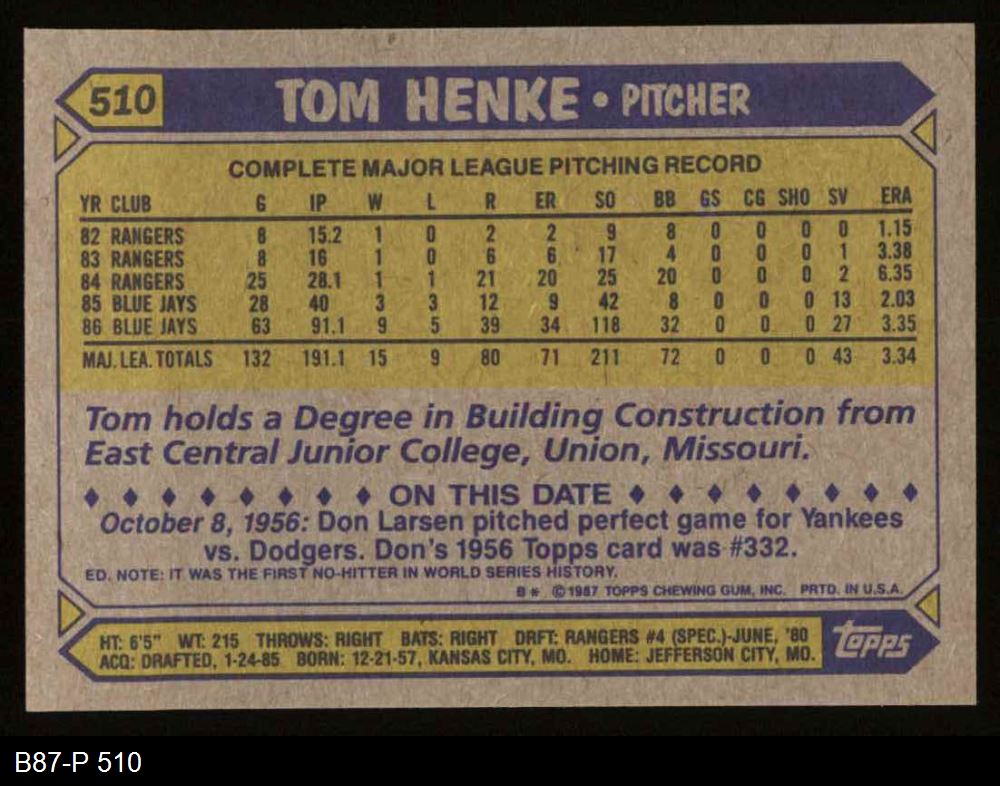 510 TOM HENKE • PITCHER
COMPLETE MAJOR LEAGUE PITCHING RECORD
YR CLUB G IP W L R ER SO BB GS CG SHO SV ERA
82 RANGERS 8 15.2 1 0 2 2 9 8 0 0 0 0 1.15
83 RANGERS 8 16 1 0 6 6 17 4 0 0 0 1 3.38
84 RANGERS 25 28.1 1 1 21 20 25 20 0 0 0 2 6.35
85 BLUE JAYS 28 40 3 3 12 9 42 8 0 0 0 13 2.03
86 BLUE JAYS 63 91.1 9 5 39 34 118 32 0 0 0 27 3.35
MAJ. LEA. TOTALS 132 191.1 15 9 80 71 211 72 0 0 0 43 3.34
Tom holds a Degree in Building Construction from
East Central Junior College, Union, Missouri.
♦ ♦ ♦ ♦ ♦ ♦ ♦ ♦ ON THIS DATE ♦ ♦ ♦ ♦ ♦ ♦ ♦ ♦
October 8, 1956: Don Larsen pitched perfect game for Yankees
vs. Dodgers. Don's 1956 Topps card was #332.
ED. NOTE: IT WAS THE FIRST NO-HITTER IN WORLD SERIES HISTORY.
B* © 1987 TOPPS CHEWING GUM, INC. PRTD. IN U.S.A.
HT: 6'5" WT: 215 THROWS: RIGHT BATS: RIGHT DRFT: RANGERS #4 (SPEC.)-JUNE, '80
ACQ: DRAFTED, 1-24-85 BORN: 12-21-57, KANSAS CITY, MO. HOME: JEFFERSON CITY, MO.
topps
B87-P 510